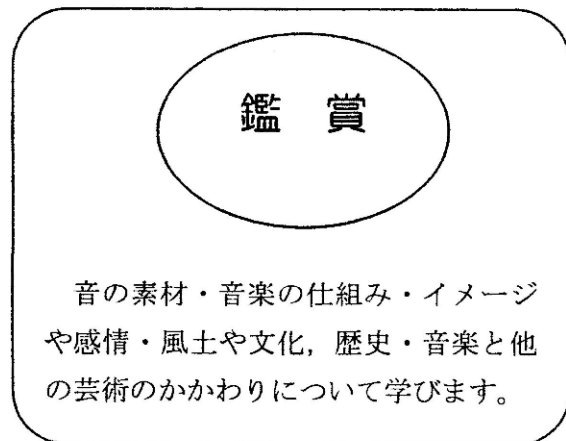 鑑 賞
音の素材・音楽の仕組み・イメージ
や感情・風土や文化，歴史・音楽と他
の芸術のかかわりについて学びます。